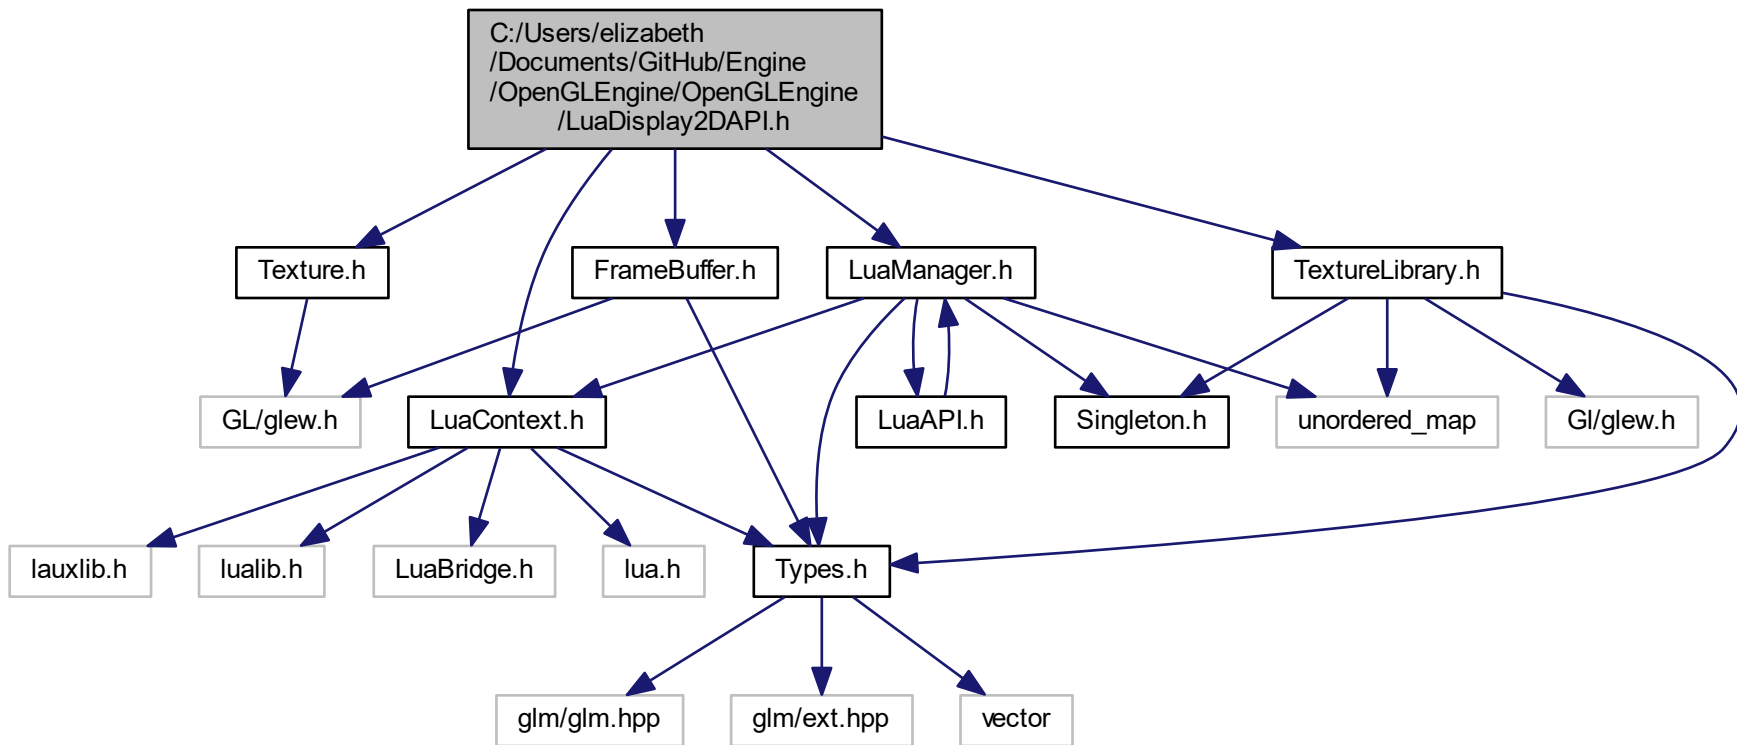 C:/Users/elizabeth
/Documents/GitHub/Engine
/OpenGLEngine/OpenGLEngine
/LuaDisplay2DAPI.h
Texture.h
FrameBuffer.h
LuaManager.h
TextureLibrary.h
GL/glew.h
LuaContext.h
LuaAPI.h
Singleton.h
unordered_map
Gl/glew.h
lauxlib.h
lualib.h
LuaBridge.h
lua.h
Types.h
glm/glm.hpp
glm/ext.hpp
vector